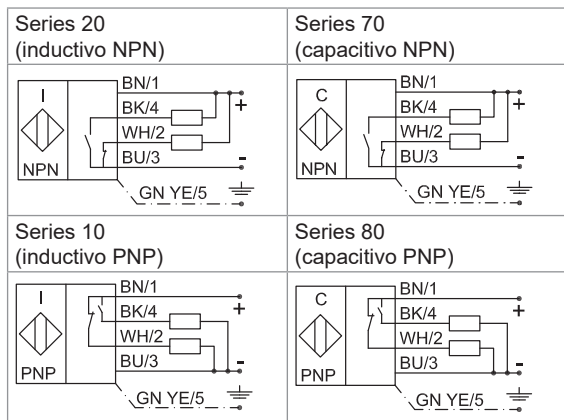 Series 20
(inductivo NPN)
Series 70
(capacitivo NPN)
I
NPN
BN/1
BK/4
WH/2
BU/3
GN YE/5
+
-
C
NPN
BN/1
BK/4
WH/2
BU/3
GN YE/5
+
-
Series 10
(inductivo PNP)
Series 80
(capacitivo PNP)
I
PNP
BN/1
BK/4
WH/2
BU/3
GN YE/5
+
-
C
PNP
BN/1
BK/4
WH/2
BU/3
GN YE/5
+
-